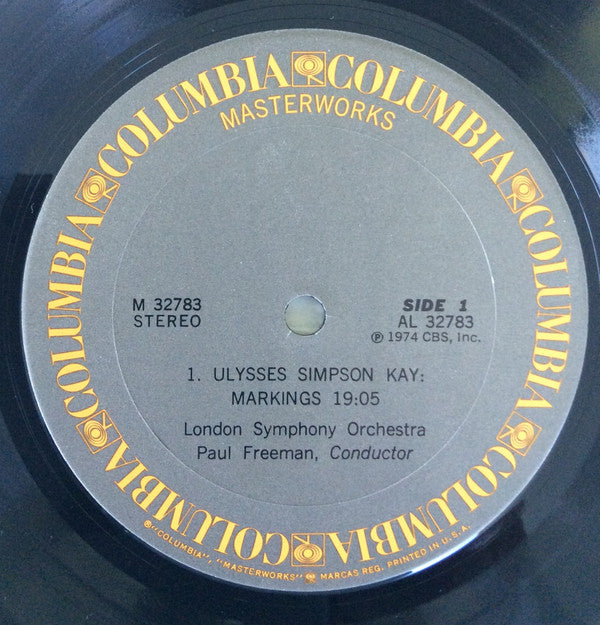 COLUMBIA COLUMBIA COLUMBIA COLUMBIA COLUMBIA COLUMBIA
MASTERWORKS
M 32783
STEREO
SIDE 1
AL 32783
℗ 1974 CBS, Inc.
1. ULYSSES SIMPSON KAY:
MARKINGS 19:05
London Symphony Orchestra
Paul Freeman, Conductor
®"COLUMBIA", "MASTERWORKS" MARCAS REG. PRINTED IN U.S.A.